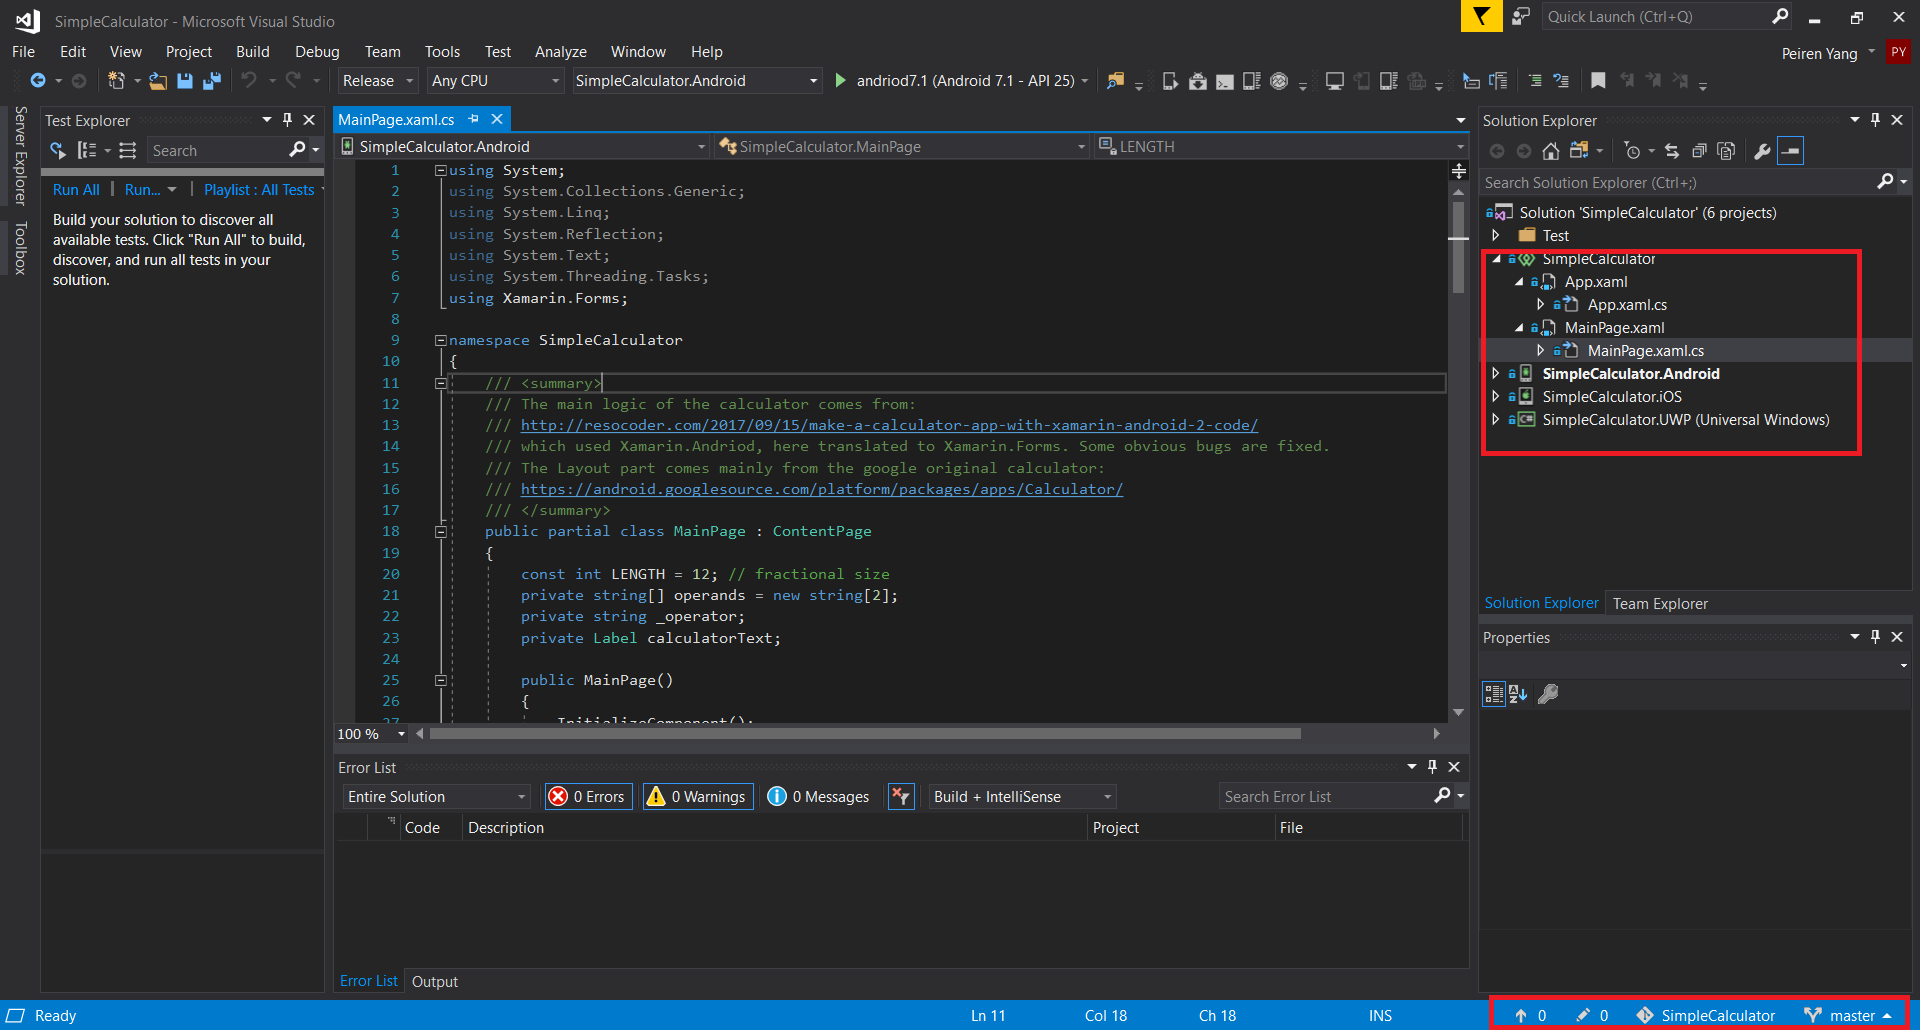 SimpleCalculator - Microsoft Visual Studio
Quick Launch (Ctrl+Q)
File Edit View Project Build Debug Team Tools Test Analyze Window Help
Peiren Yang
PY
Release
Any CPU
SimpleCalculator.Android
andriod7.1 (Android 7.1 - API 25)
Server Explorer
Toolbox
Test Explorer
Search
Run All | Run... | Playlist : All Tests
Build your solution to discover all
available tests. Click "Run All" to build,
discover, and run all tests in your
solution.
MainPage.xaml.cs
SimpleCalculator.Android
SimpleCalculator.MainPage
LENGTH
1 using System;
2 using System.Collections.Generic;
3 using System.Linq;
4 using System.Reflection;
5 using System.Text;
6 using System.Threading.Tasks;
7 using Xamarin.Forms;
8
9 namespace SimpleCalculator
10 {
11 /// <summary>
12 /// The main logic of the calculator comes from:
13 /// http://resocoder.com/2017/09/15/make-a-calculator-app-with-xamarin-android-2-code/
14 /// which used Xamarin.Andriod, here translated to Xamarin.Forms. Some obvious bugs are fixed.
15 /// The Layout part comes mainly from the google original calculator:
16 /// https://android.googlesource.com/platform/packages/apps/Calculator/
17 /// </summary>
18 public partial class MainPage : ContentPage
19 {
20 const int LENGTH = 12; // fractional size
21 private string[] operands = new string[2];
22 private string _operator;
23 private Label calculatorText;
24
25 public MainPage()
26 {
27 InitializeComponent();
100 %
Error List
Entire Solution
0 Errors
0 Warnings
0 Messages
Build + IntelliSense
Search Error List
Code Description Project File
Error List Output
Solution Explorer
Search Solution Explorer (Ctrl+;)
Solution 'SimpleCalculator' (6 projects)
Test
SimpleCalculator
App.xaml
App.xaml.cs
MainPage.xaml
MainPage.xaml.cs
SimpleCalculator.Android
SimpleCalculator.iOS
C# SimpleCalculator.UWP (Universal Windows)
Solution Explorer Team Explorer
Properties
Ready
Ln 11 Col 18 Ch 18 INS
0 0 SimpleCalculator master